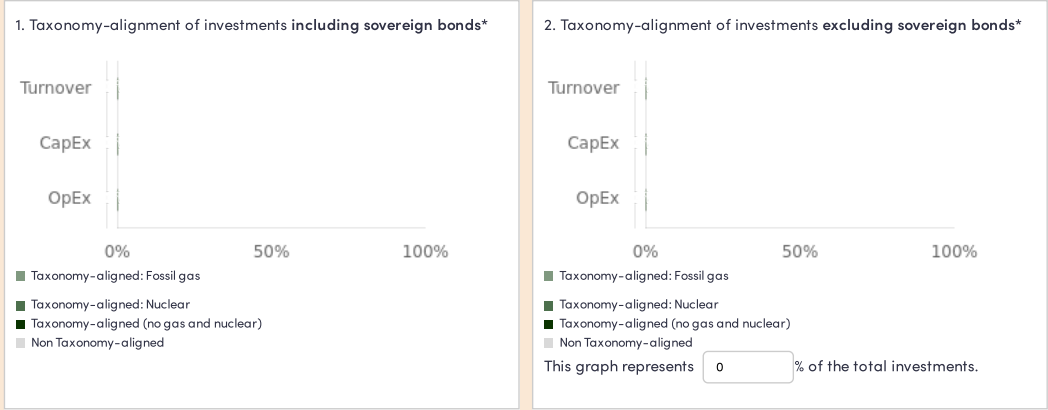 1. Taxonomy-alignment of investments including sovereign bonds*
Turnover
CapEx
OpEx
0% 50% 100%
Taxonomy-aligned: Fossil gas
Taxonomy-aligned: Nuclear
Taxonomy-aligned (no gas and nuclear)
Non Taxonomy-aligned
2. Taxonomy-alignment of investments excluding sovereign bonds*
Turnover
CapEx
OpEx
0% 50% 100%
Taxonomy-aligned: Fossil gas
Taxonomy-aligned: Nuclear
Taxonomy-aligned (no gas and nuclear)
Non Taxonomy-aligned
This graph represents 0 % of the total investments.